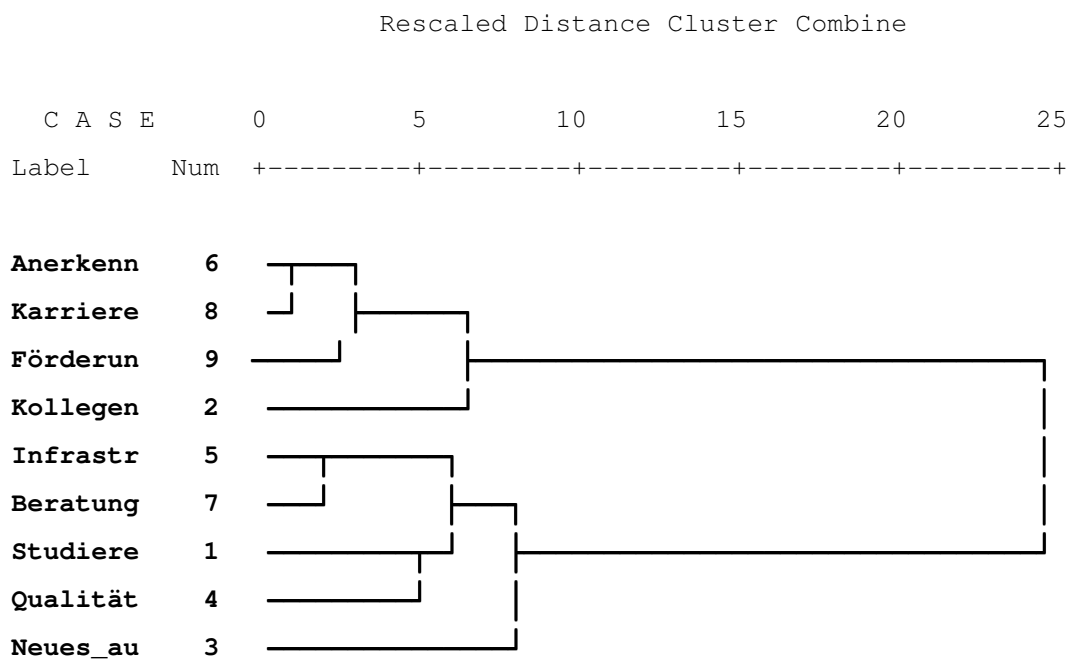 Rescaled Distance Cluster Combine
C A S E 0 5 10 15 20 25
Label Num +---------+---------+---------+---------+---------+
Anerkenn 6
Karriere 8
Förderun 9
Kollegen 2
Infrastr 5
Beratung 7
Studiere 1
Qualität 4
Neues_au 3